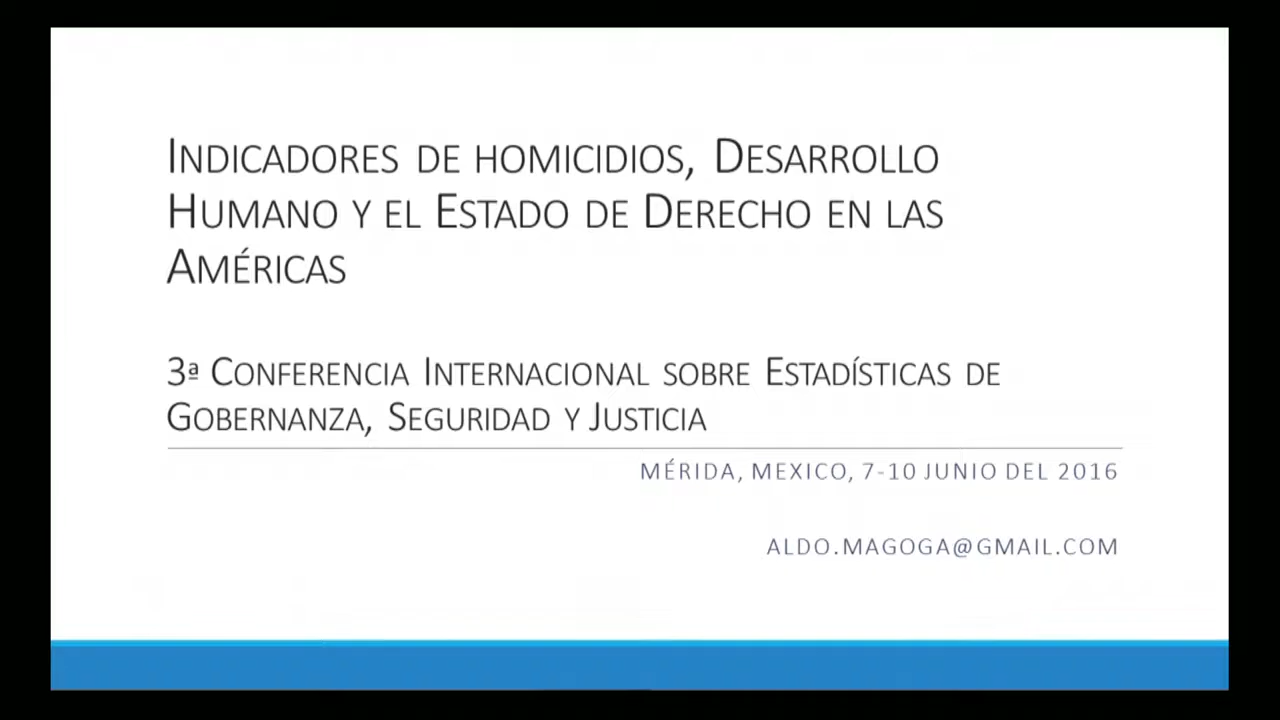 INDICADORES DE HOMICIDIOS, DESARROLLO
HUMANO Y EL ESTADO DE DERECHO EN LAS
AMÉRICAS
3ª CONFERENCIA INTERNACIONAL SOBRE ESTADÍSTICAS DE
GOBERNANZA, SEGURIDAD Y JUSTICIA
MÉRIDA, MEXICO, 7-10 JUNIO DEL 2016
ALDO.MAGOGA@GMAIL.COM